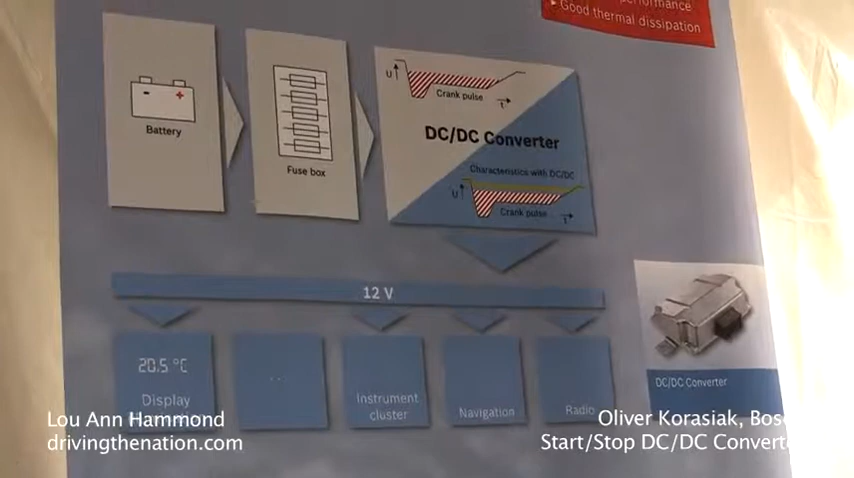 performance
▸ Good thermal dissipation
Battery
Fuse box
U
Crank pulse
t
DC/DC Converter
Characteristics with DC/DC
U
Crank pulse
t
12 V
20.5 °C
Display
Instrument
cluster
Navigation
Radio
DC/DC Converter
Lou Ann Hammond
drivingthenation.com
Oliver Korasiak,
Start/Stop DC/DC